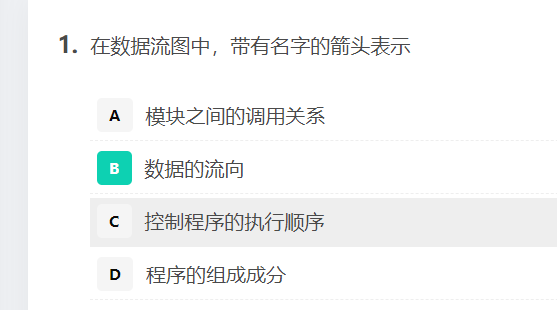 1. 在数据流图中，带有名字的箭头表示
A 模块之间的调用关系
B 数据的流向
C 控制程序的执行顺序
D 程序的组成成分